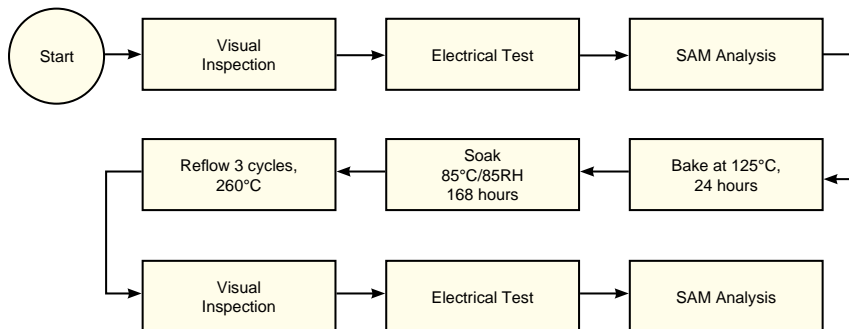 Start
Visual
Inspection
Electrical Test
SAM Analysis
Reflow 3 cycles,
260°C
Soak
85°C/85RH
168 hours
Bake at 125°C,
24 hours
Visual
Inspection
Electrical Test
SAM Analysis